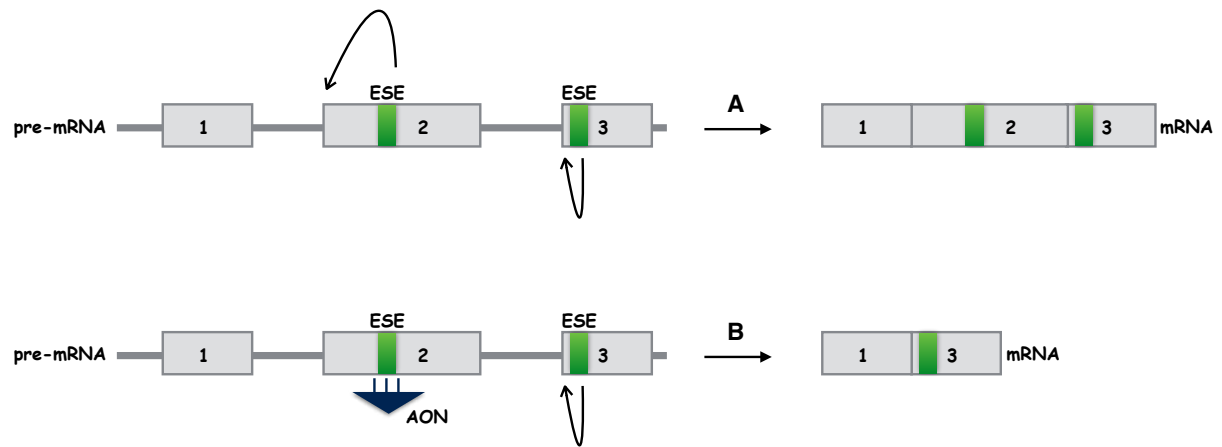 ESE ESE
pre-mRNA 1 2 3 A 1 2 3 mRNA
ESE ESE
pre-mRNA 1 2 3 B 1 3 mRNA
AON